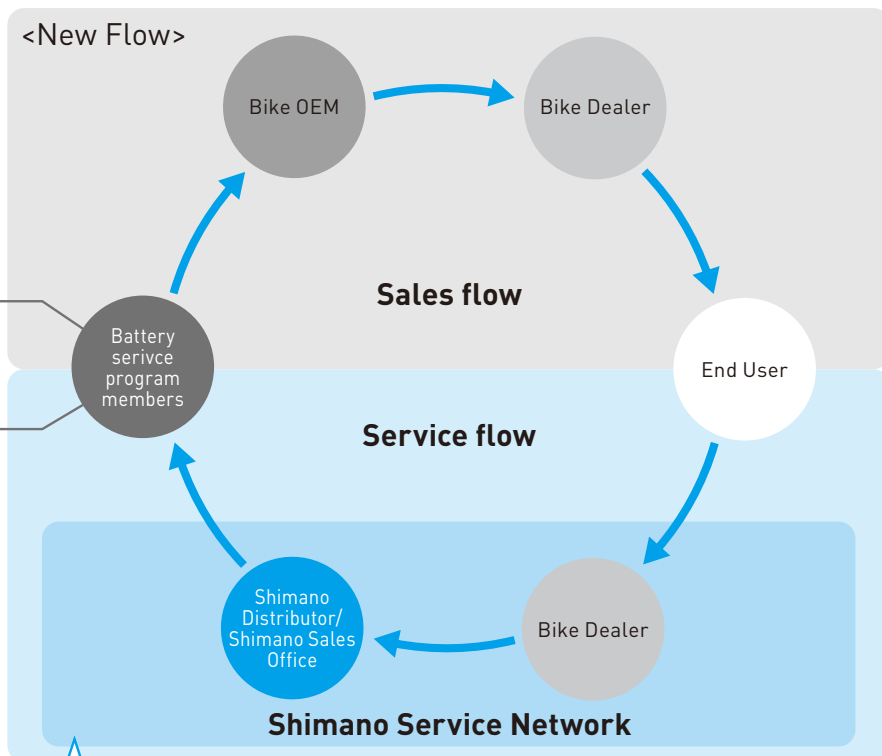 <New Flow>
Bike OEM
Bike Dealer
Sales flow
Battery
serivce
program
members
End User
Service flow
Shimano
Distributor/
Shimano Sales
Office
Bike Dealer
Shimano Service Network